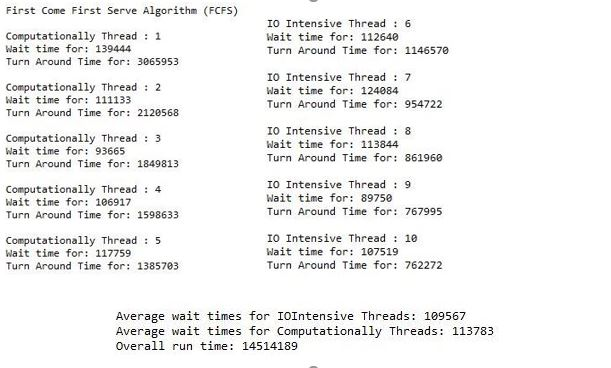 First Come First Serve Algorithm (FCFS)
Computationally Thread : 1
Wait time for: 139444
Turn Around Time for: 3065953
Computationally Thread : 2
Wait time for: 111133
Turn Around Time for: 2120568
Computationally Thread : 3
Wait time for: 93665
Turn Around Time for: 1849813
Computationally Thread : 4
Wait time for: 106917
Turn Around Time for: 1598633
Computationally Thread : 5
Wait time for: 117759
Turn Around Time for: 1385703
IO Intensive Thread : 6
Wait time for: 112640
Turn Around Time for: 1146570
IO Intensive Thread : 7
Wait time for: 124084
Turn Around Time for: 954722
IO Intensive Thread : 8
Wait time for: 113844
Turn Around Time for: 861960
IO Intensive Thread : 9
Wait time for: 89750
Turn Around Time for: 767995
IO Intensive Thread : 10
Wait time for: 107519
Turn Around Time for: 762272
Average wait times for IOIntensive Threads: 109567
Average wait times for Computationally Threads: 113783
Overall run time: 14514189